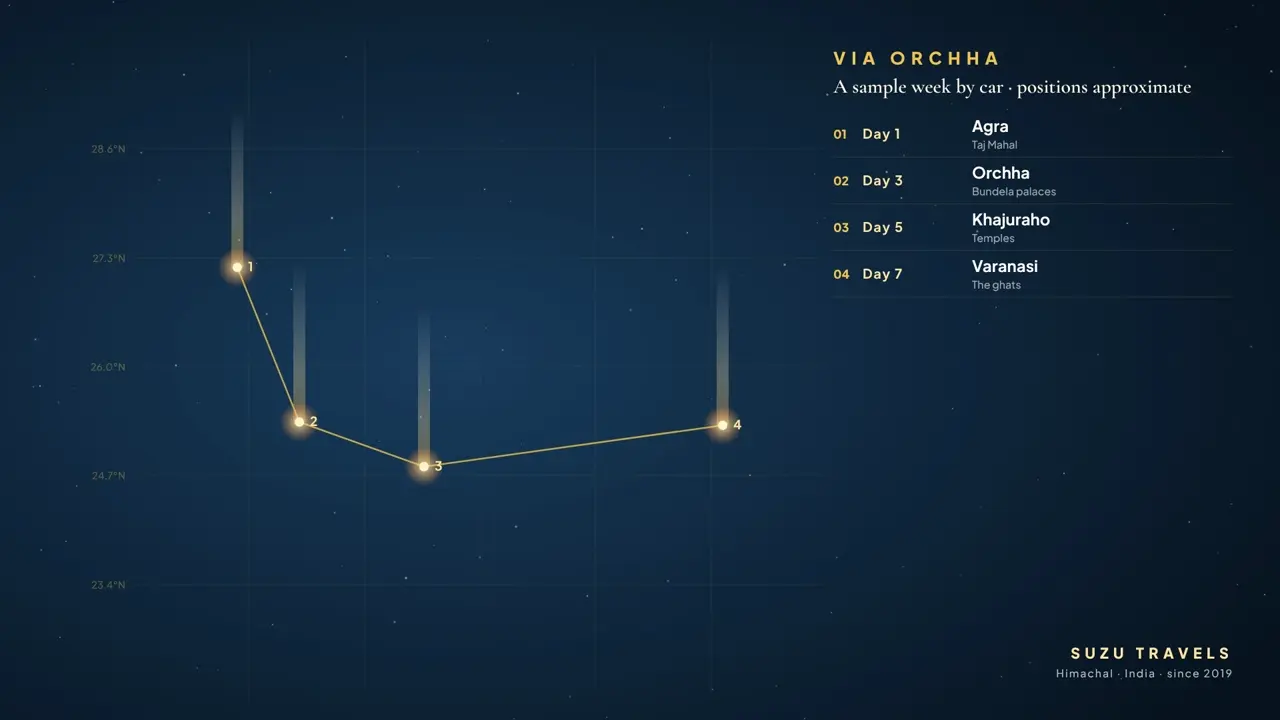 VIA ORCHHA
A sample week by car · positions approximate
01 Day 1 Agra
Taj Mahal
02 Day 3 Orchha
Bundela palaces
03 Day 5 Khajuraho
Temples
04 Day 7 Varanasi
The ghats
28.6°N
27.3°N
26.0°N
24.7°N
23.4°N
1
2
3
4
SUZU TRAVELS
Himachal · India · since 2019